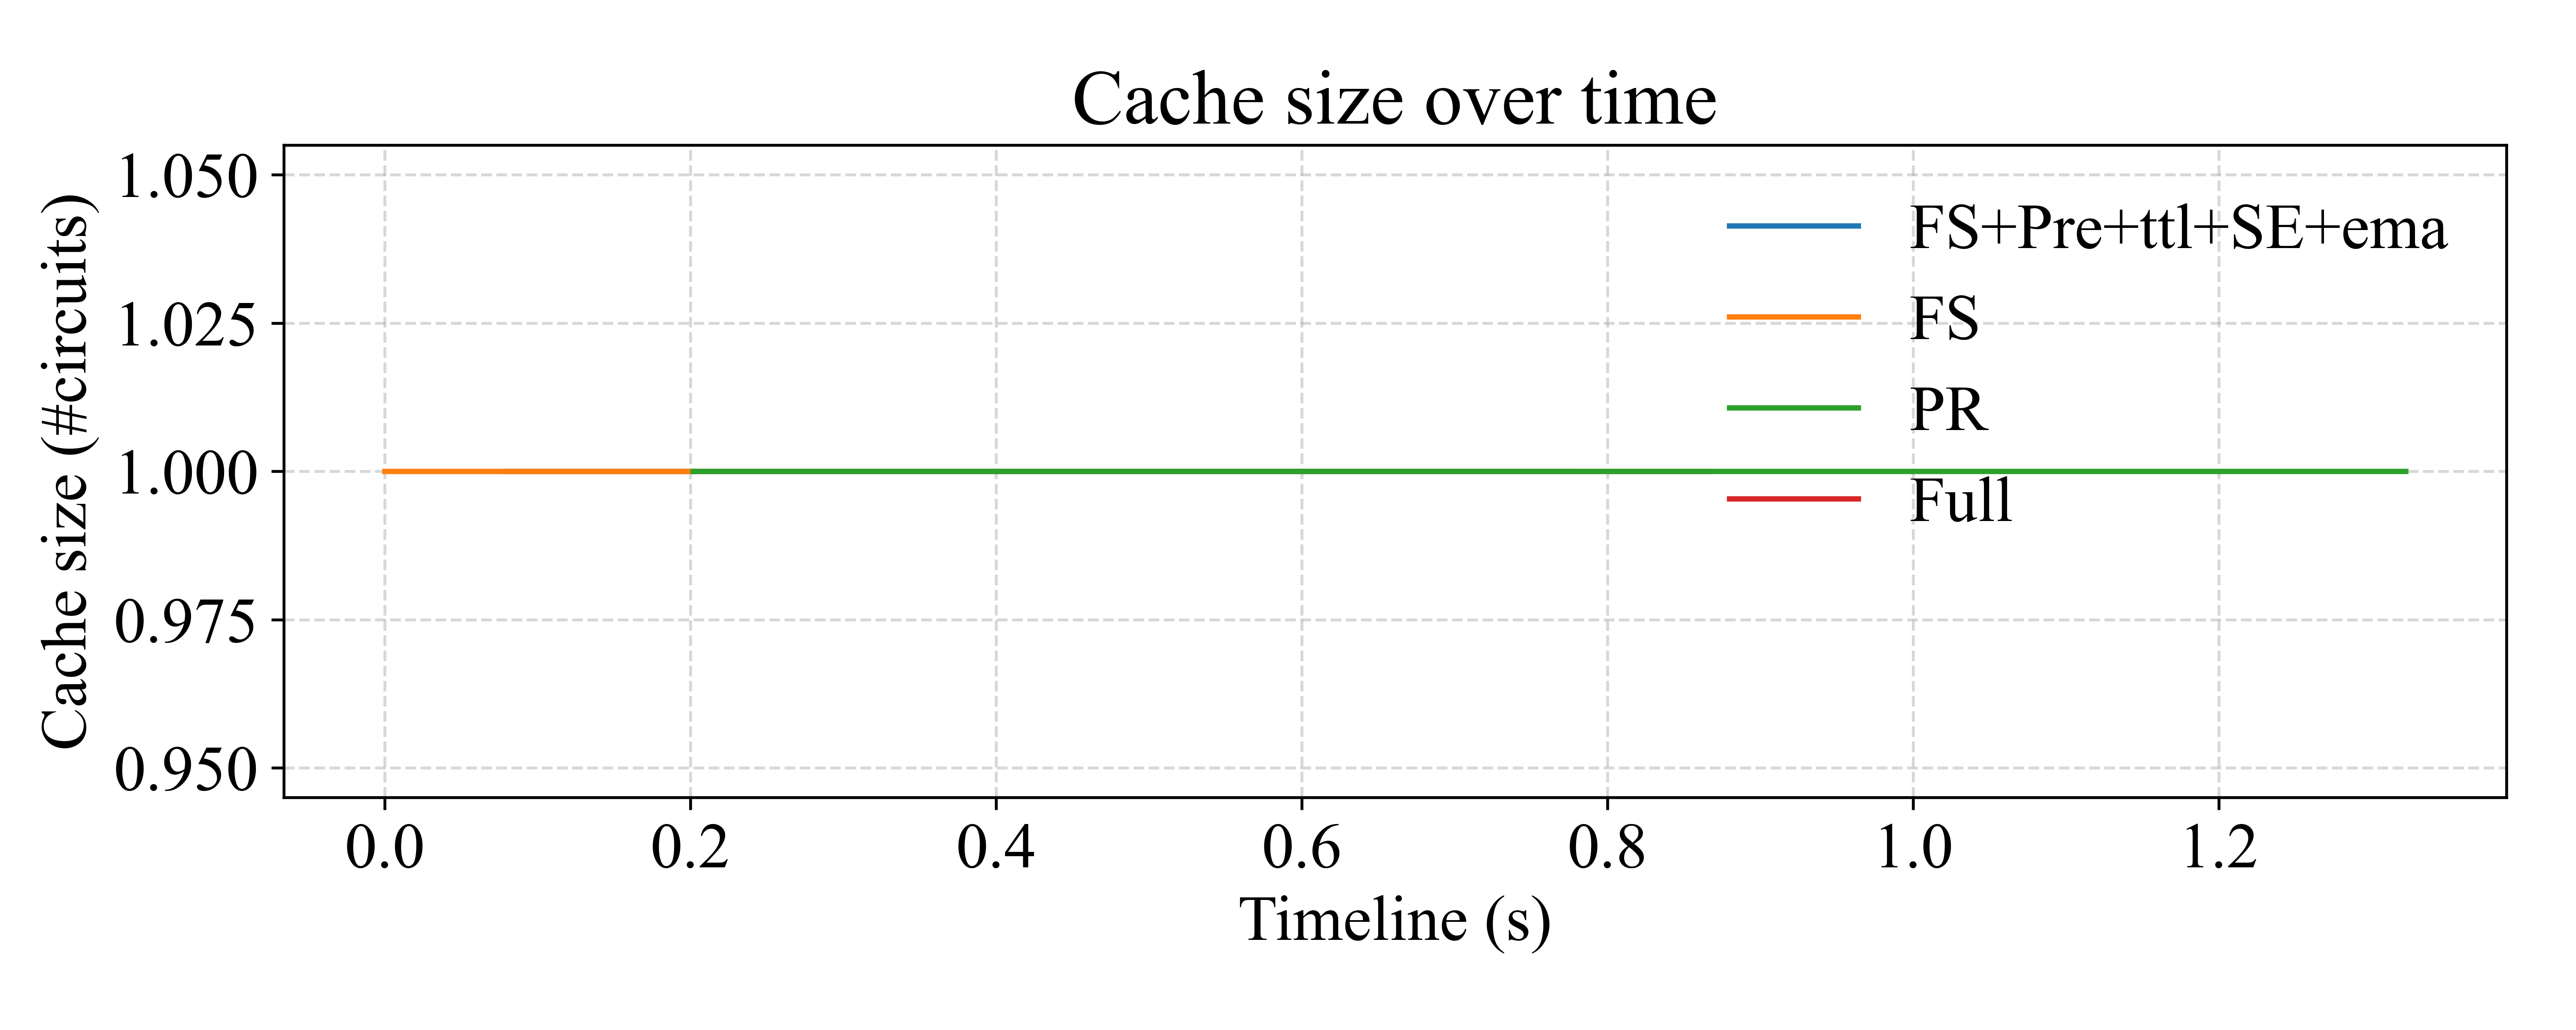 Cache size over time
Cache size (#circuits)
1.050
1.025
1.000
0.975
0.950
FS+Pre+ttl+SE+ema
FS
PR
Full
0.0 0.2 0.4 0.6 0.8 1.0 1.2
Timeline (s)